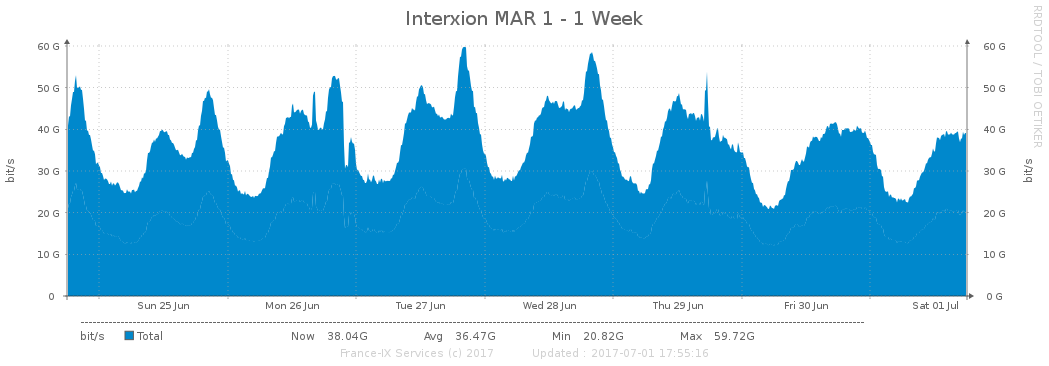 Interxion MAR 1 - 1 Week
RRDTOOL / TOBI OETIKER
60 G 60 G
50 G 50 G
40 G 40 G
30 G 30 G
20 G 20 G
10 G 10 G
0 0 G
bit/s
bit/s
Sun 25 Jun Mon 26 Jun Tue 27 Jun Wed 28 Jun Thu 29 Jun Fri 30 Jun Sat 01 Jul
bit/s Total Now 38.04G Avg 36.47G Min 20.82G Max 59.72G
France-IX Services (c) 2017 Updated : 2017-07-01 17:55:16